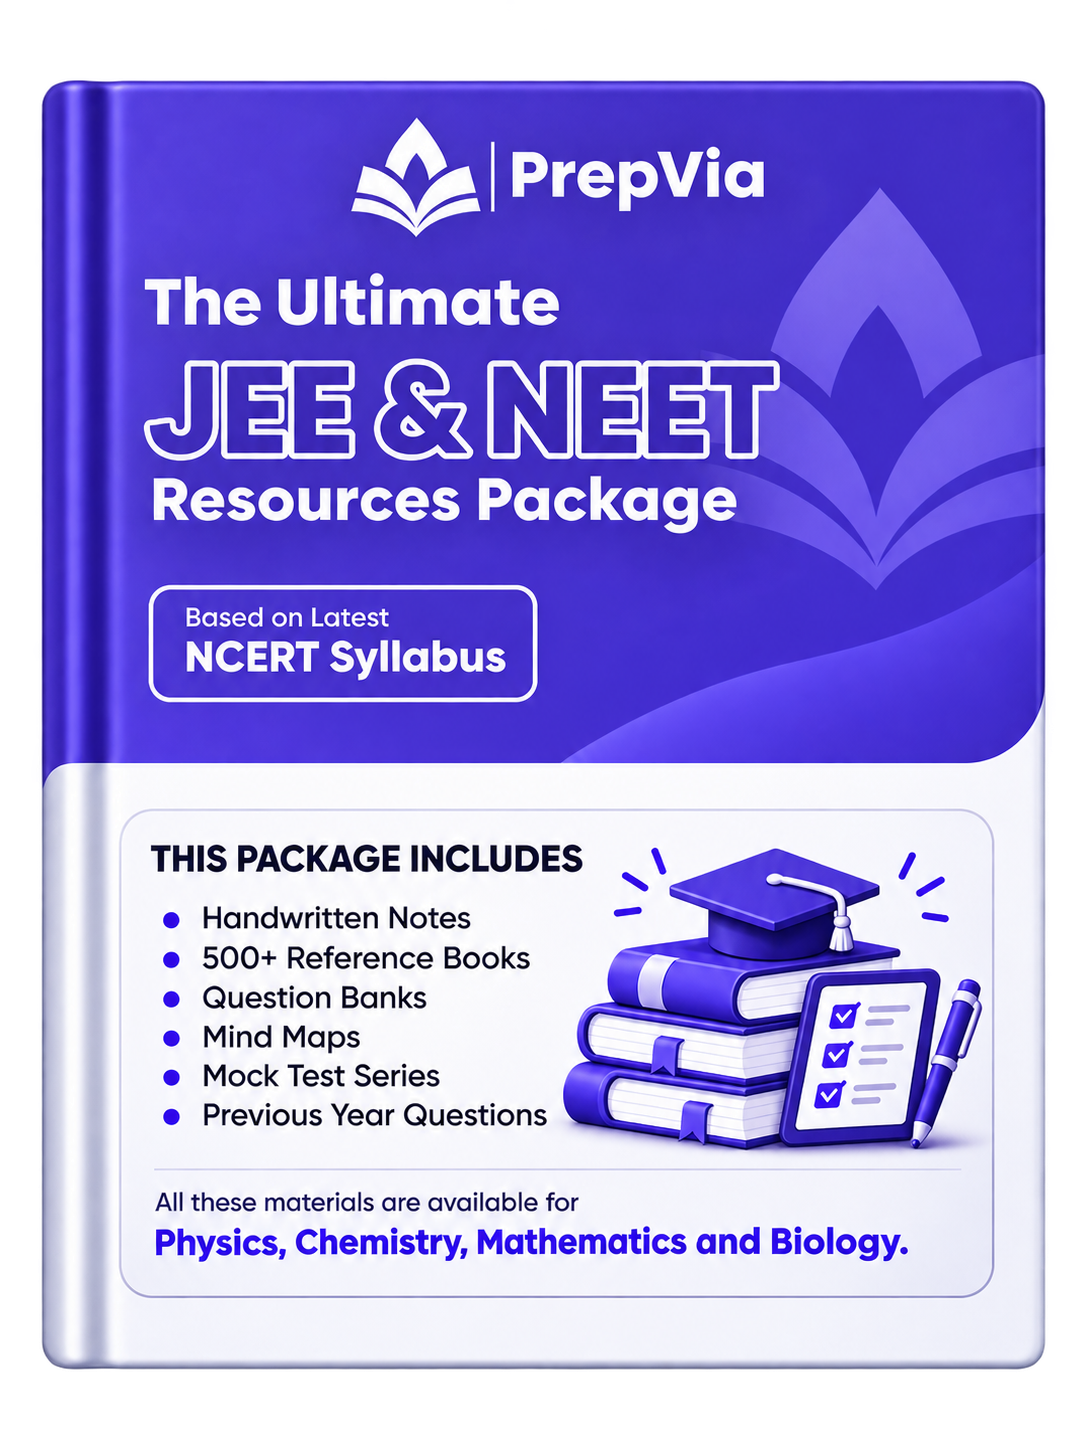 PrepVia
The Ultimate
JEE & NEET
Resources Package
Based on Latest
NCERT Syllabus
THIS PACKAGE INCLUDES
Handwritten Notes
500+ Reference Books
Question Banks
Mind Maps
Mock Test Series
Previous Year Questions
All these materials are available for
Physics, Chemistry, Mathematics and Biology.